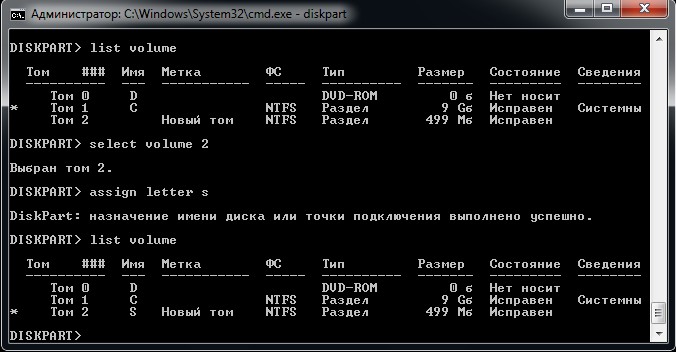 Администратор: C:\Windows\System32\cmd.exe - diskpart
DISKPART> list volume
Том ### Имя Метка ФС Тип Размер Состояние Сведения
Том 0 D DVD-ROM 0 б Нет носит
* Том 1 C NTFS Раздел 9 Gб Исправен Системны
Том 2 Новый том NTFS Раздел 499 Mб Исправен
DISKPART> select volume 2
Выбран том 2.
DISKPART> assign letter s
DiskPart: назначение имени диска или точки подключения выполнено успешно.
DISKPART> list volume
Том ### Имя Метка ФС Тип Размер Состояние Сведения
Том 0 D DVD-ROM 0 б Нет носит
Том 1 C NTFS Раздел 9 Gб Исправен Системны
* Том 2 S Новый том NTFS Раздел 499 Mб Исправен
DISKPART>